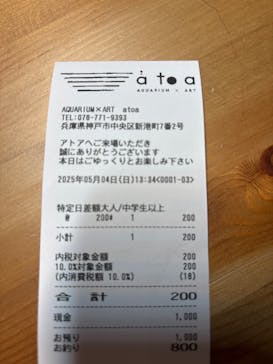 átoa
AQUARIUM × ART
AQUARIUM×ART atoa
TEL:078-771-9393
兵庫県神戸市中央区新港町7番2号
アトアへご来場いただき
誠にありがとうございます
本日はごゆっくりとお楽しみ下さい
2025年05月04日(日)13:34<0001-03>
特定日差額大人/中学生以上
@ 200* 1 200
小計 1 200
内税対象金額 200
10.0%対象金額 200
(内消費税額 10.0%) (18)
合計 200
現金 1,000
お預り 1,000
お釣り 800